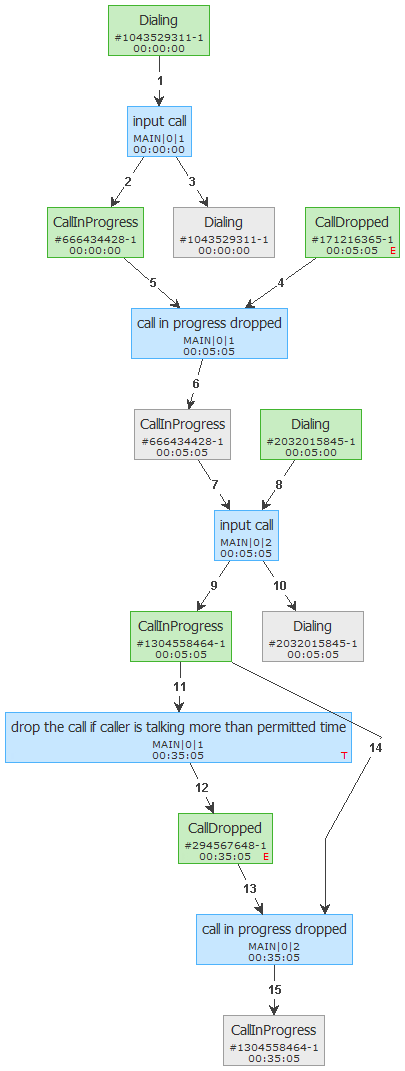 Dialing
#1043529311-1
00:00:00
1
input call
MAIN|0|1
00:00:00
2
3
CallInProgress
#666434428-1
00:00:00
Dialing
#1043529311-1
00:00:00
CallDropped
#171216365-1
00:05:05 E
5
4
call in progress dropped
MAIN|0|1
00:05:05
6
CallInProgress
#666434428-1
00:05:05
Dialing
#2032015845-1
00:05:00
7
8
input call
MAIN|0|2
00:05:05
9
10
CallInProgress
#1304558464-1
00:05:05
Dialing
#2032015845-1
00:05:05
11
drop the call if caller is talking more than permitted time
MAIN|0|1
00:35:05
T
14
12
CallDropped
#294567648-1
00:35:05 E
13
call in progress dropped
MAIN|0|2
00:35:05
15
CallInProgress
#1304558464-1
00:35:05